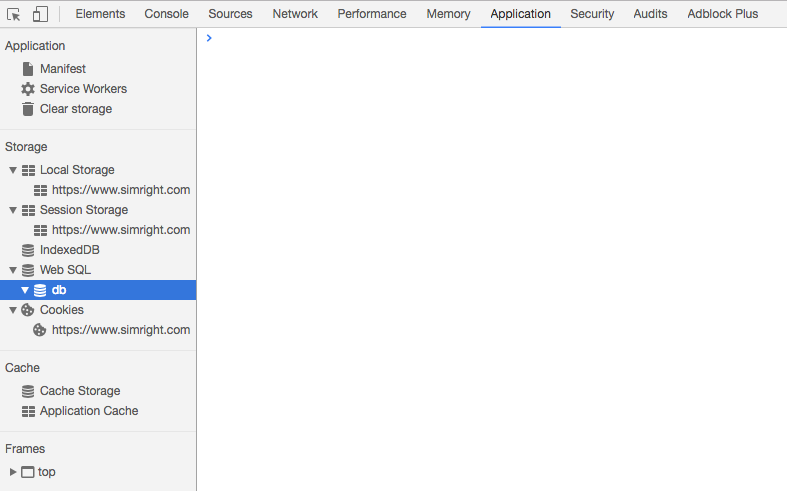 Elements Console Sources Network Performance Memory Application Security Audits Adblock Plus
Application
Manifest
Service Workers
Clear storage
Storage
Local Storage
https://www.simright.com
Session Storage
https://www.simright.com
IndexedDB
Web SQL
db
Cookies
https://www.simright.com
Cache
Cache Storage
Application Cache
Frames
top